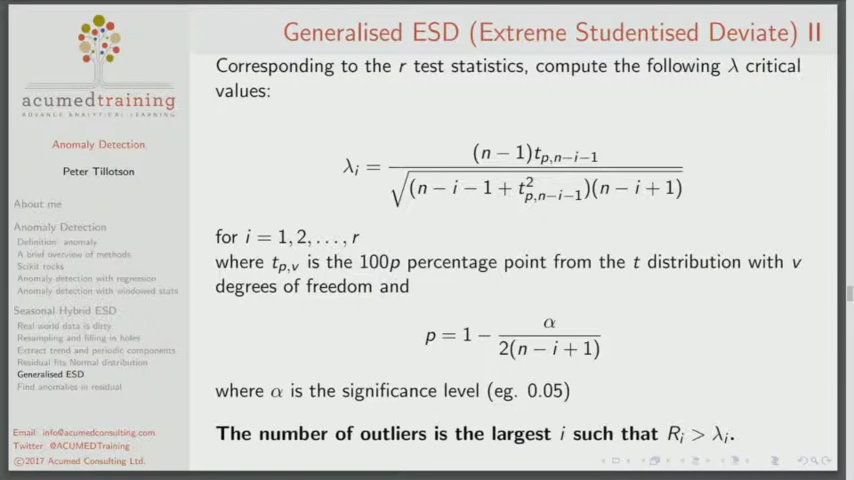 Generalised ESD (Extreme Studentised Deviate) II
acumedtraining
ADVANCE ANALYTICAL LEARNING
Anomaly Detection
Peter Tillotson
About me
Anomaly Detection
Definition: anomaly
A brief overview of methods
Scikit rocks
Anomaly detection with regression
Anomaly detection with windowed stats
Seasonal Hybrid ESD
Real world data is dirty
Resampling and filling in holes
Extract trend and periodic components
Residual fits Normal distribution
Generalised ESD
Find anomalies in residual
Email: info@acumedconsulting.com
Twitter: @ACUMEDTraining
©2017 Acumed Consulting Ltd.
Corresponding to the r test statistics, compute the following λ critical
values:
λ_i = (n − 1)t_{p,n−i−1} / √((n − i − 1 + t²_{p,n−i−1})(n − i + 1))
for i = 1, 2, . . . , r
where t_{p,v} is the 100p percentage point from the t distribution with v
degrees of freedom and
p = 1 − α / 2(n − i + 1)
where α is the significance level (eg. 0.05)
The number of outliers is the largest i such that R_i > λ_i.